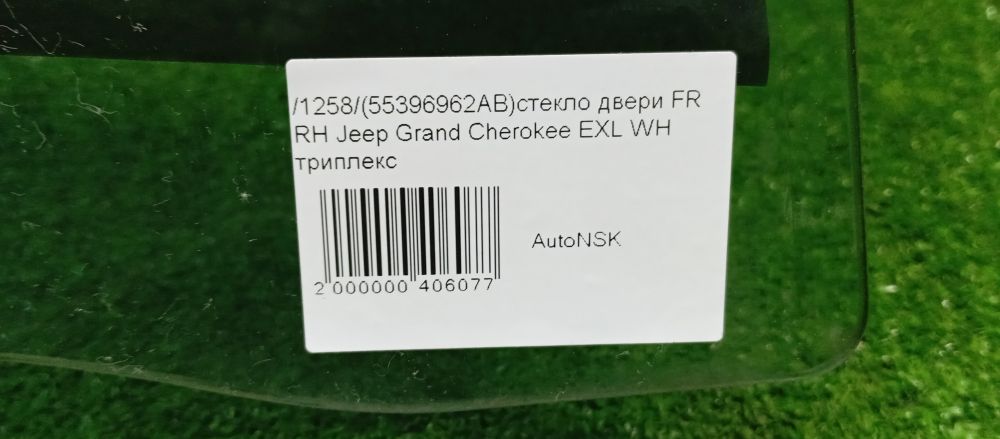 /1258/(55396962AB)стекло двери FR
RH Jeep Grand Cherokee EXL WH
триплекс
AutoNSK
2 000000 406077